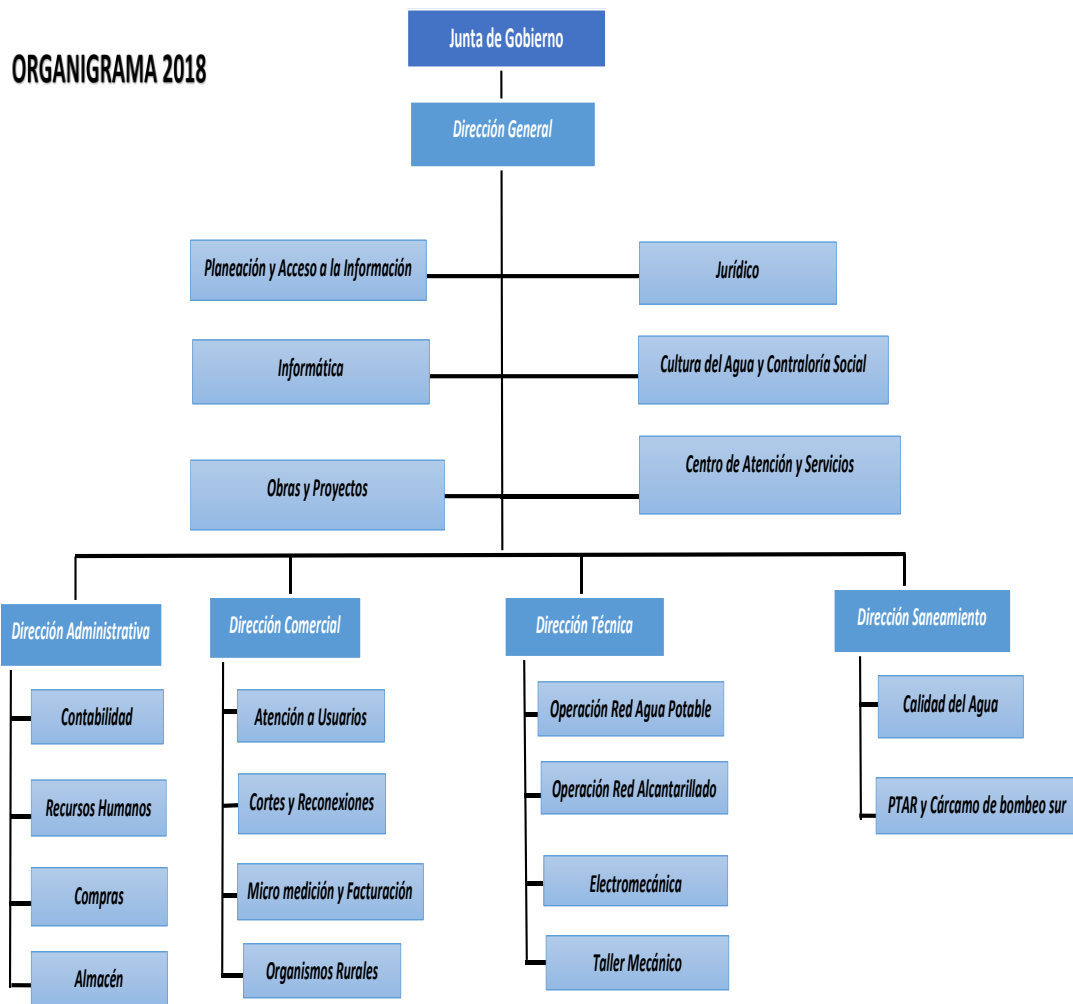 Junta de Gobierno
ORGANIGRAMA 2018
Dirección General
Planeación y Acceso a la Información
Jurídico
Informática
Cultura del Agua y Contraloría Social
Obras y Proyectos
Centro de Atención y Servicios
Dirección Administrativa
Dirección Comercial
Dirección Técnica
Dirección Saneamiento
Contabilidad
Recursos Humanos
Compras
Almacén
Atención a Usuarios
Cortes y Reconexiones
Micro medición y Facturación
Organismos Rurales
Operación Red Agua Potable
Operación Red Alcantarillado
Electromecánica
Taller Mecánico
Calidad del Agua
PTAR y Cárcamo de bombeo sur